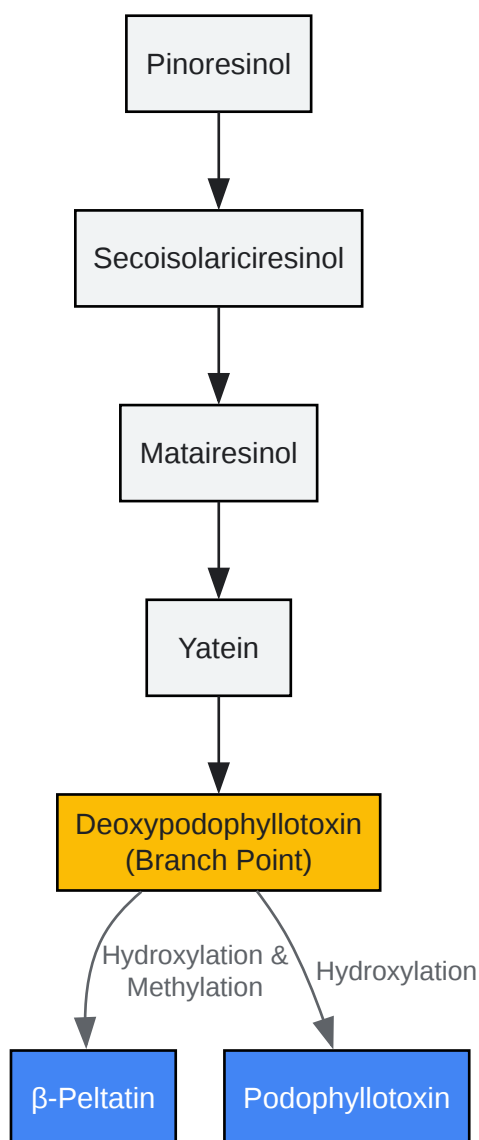 Pinoresinol
Secoisolariciresinol
Matairesinol
Yatein
Deoxypodophyllotoxin
(Branch Point)
Hydroxylation &
Methylation
Hydroxylation
β-Peltatin
Podophyllotoxin